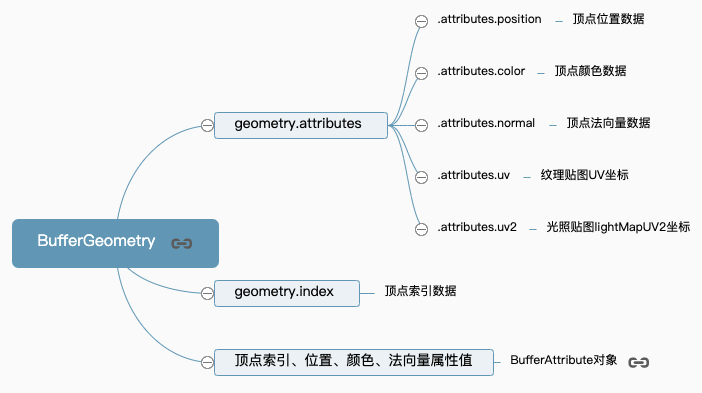 BufferGeometry
geometry.attributes
.attributes.position
顶点位置数据
.attributes.color
顶点颜色数据
.attributes.normal
顶点法向量数据
.attributes.uv
纹理贴图UV坐标
.attributes.uv2
光照贴图lightMapUV2坐标
geometry.index
顶点索引数据
顶点索引、位置、颜色、法向量属性值
BufferAttribute对象